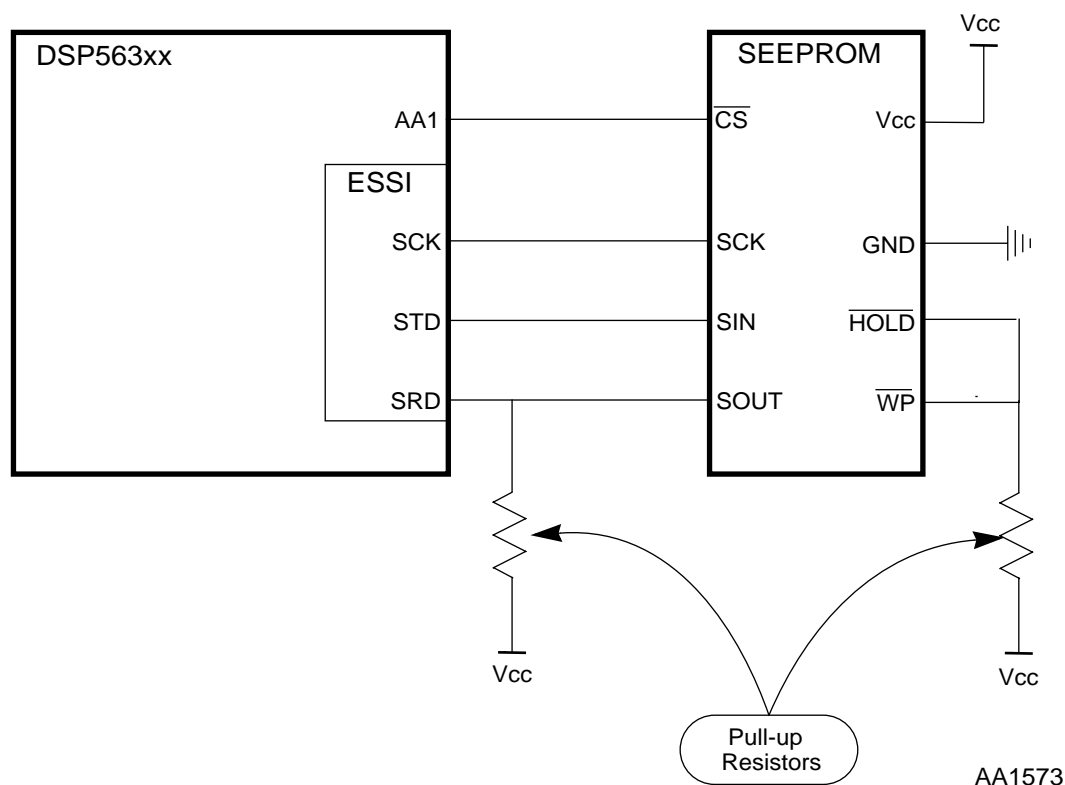 Vcc
DSP563xx
SEEPROM
AA1
CS
Vcc
ESSI
SCK
SCK
GND
STD
SIN
HOLD
SRD
SOUT
WP
Vcc
Vcc
Pull-up
Resistors
AA1573